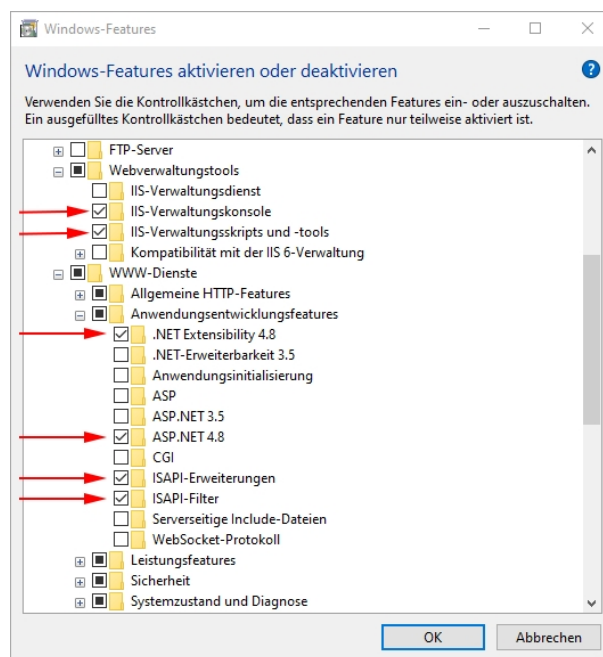 Windows-Features
Windows-Features aktivieren oder deaktivieren
Verwenden Sie die Kontrollkästchen, um die entsprechenden Features ein- oder auszuschalten.
Ein ausgefülltes Kontrollkästchen bedeutet, dass ein Feature nur teilweise aktiviert ist.
FTP-Server
Webverwaltungstools
IIS-Verwaltungsdienst
IIS-Verwaltungskonsole
IIS-Verwaltungsskripts und -tools
Kompatibilität mit der IIS 6-Verwaltung
WWW-Dienste
Allgemeine HTTP-Features
Anwendungsentwicklungsfeatures
.NET Extensibility 4.8
.NET-Erweiterbarkeit 3.5
Anwendungsinitialisierung
ASP
ASP.NET 3.5
ASP.NET 4.8
CGI
ISAPI-Erweiterungen
ISAPI-Filter
Serverseitige Include-Dateien
WebSocket-Protokoll
Leistungsfeatures
Sicherheit
Systemzustand und Diagnose
OK Abbrechen